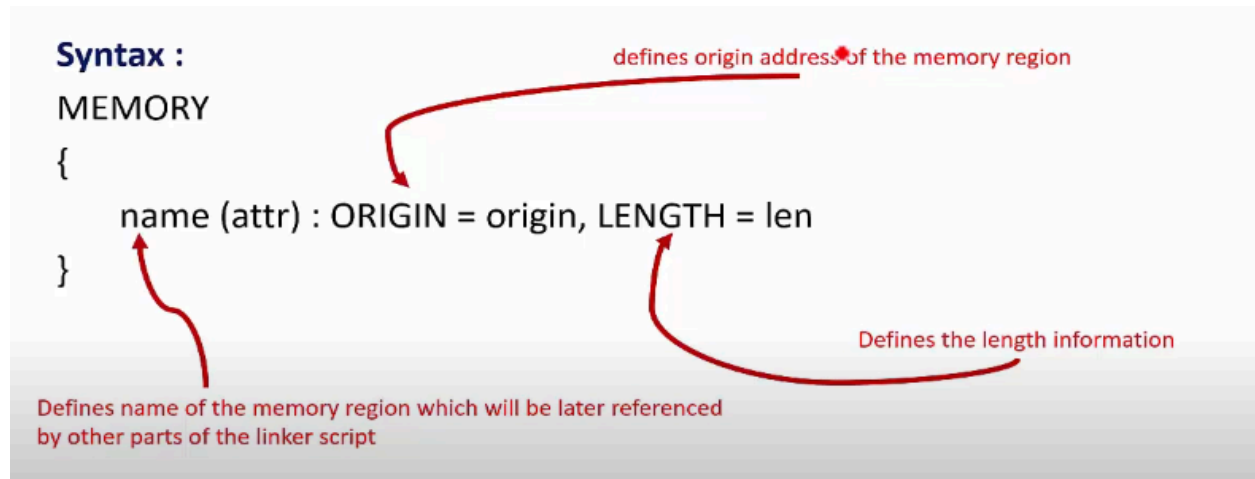 Syntax :
defines origin address of the memory region
MEMORY
{
name (attr) : ORIGIN = origin, LENGTH = len
}
Defines the length information
Defines name of the memory region which will be later referenced
by other parts of the linker script